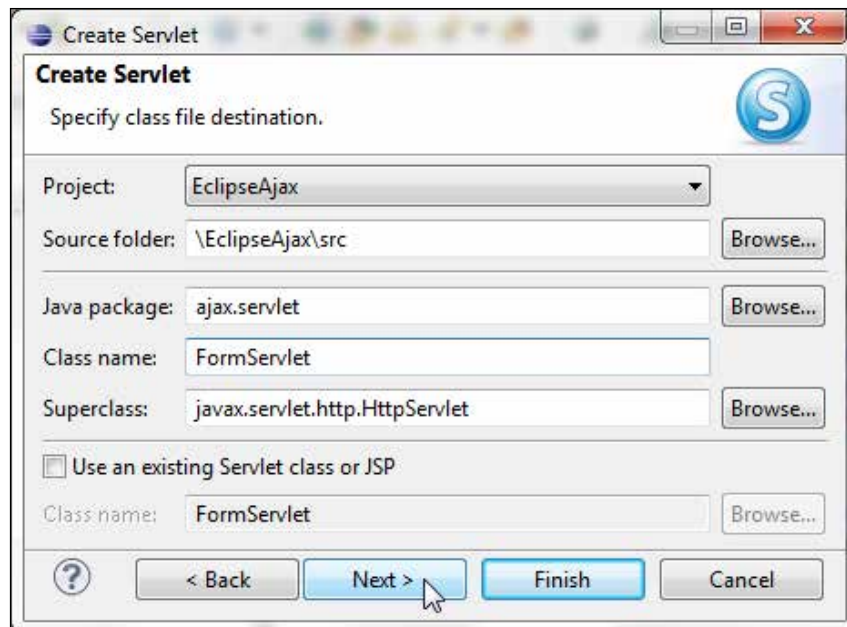 Create Servlet
Create Servlet
Specify class file destination.
S
Project: EclipseAjax
Source folder: \EclipseAjax\src Browse...
Java package: ajax.servlet Browse...
Class name: FormServlet
Superclass: javax.servlet.http.HttpServlet Browse...
Use an existing Servlet class or JSP
Class name: FormServlet Browse...
? < Back Next > Finish Cancel